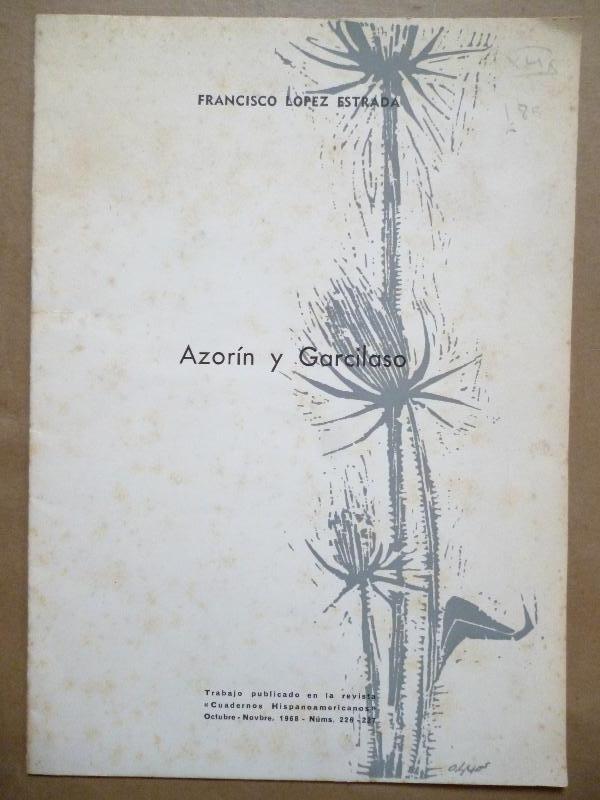 FRANCISCO LOPEZ ESTRADA
Azorín y Garcilaso
Trabajo publicado en la revista
«Cuadernos Hispanoamericanos»
Octubre - Novbre. 1968 - Núms. 226 - 227